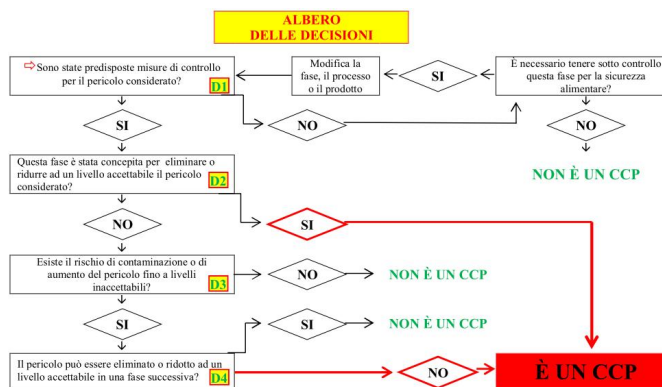 ALBERO
DELLE DECISIONI
⇨Sono state predisposte misure di controllo
per il pericolo considerato?
D1
Modifica la
fase, il processo
o il prodotto
SI
È necessario tenere sotto controllo
questa fase per la sicurezza
alimentare?
SI
NO
NO
NON È UN CCP
Questa fase è stata concepita per eliminare o
ridurre ad un livello accettabile il pericolo
considerato?
D2
NO
SI
Esiste il rischio di contaminazione o di
aumento del pericolo fino a livelli
inaccettabili?
D3
NO
NON È UN CCP
SI
SI
NON È UN CCP
Il pericolo può essere eliminato o ridotto ad un
livello accettabile in una fase successiva?
D4
NO
È UN CCP